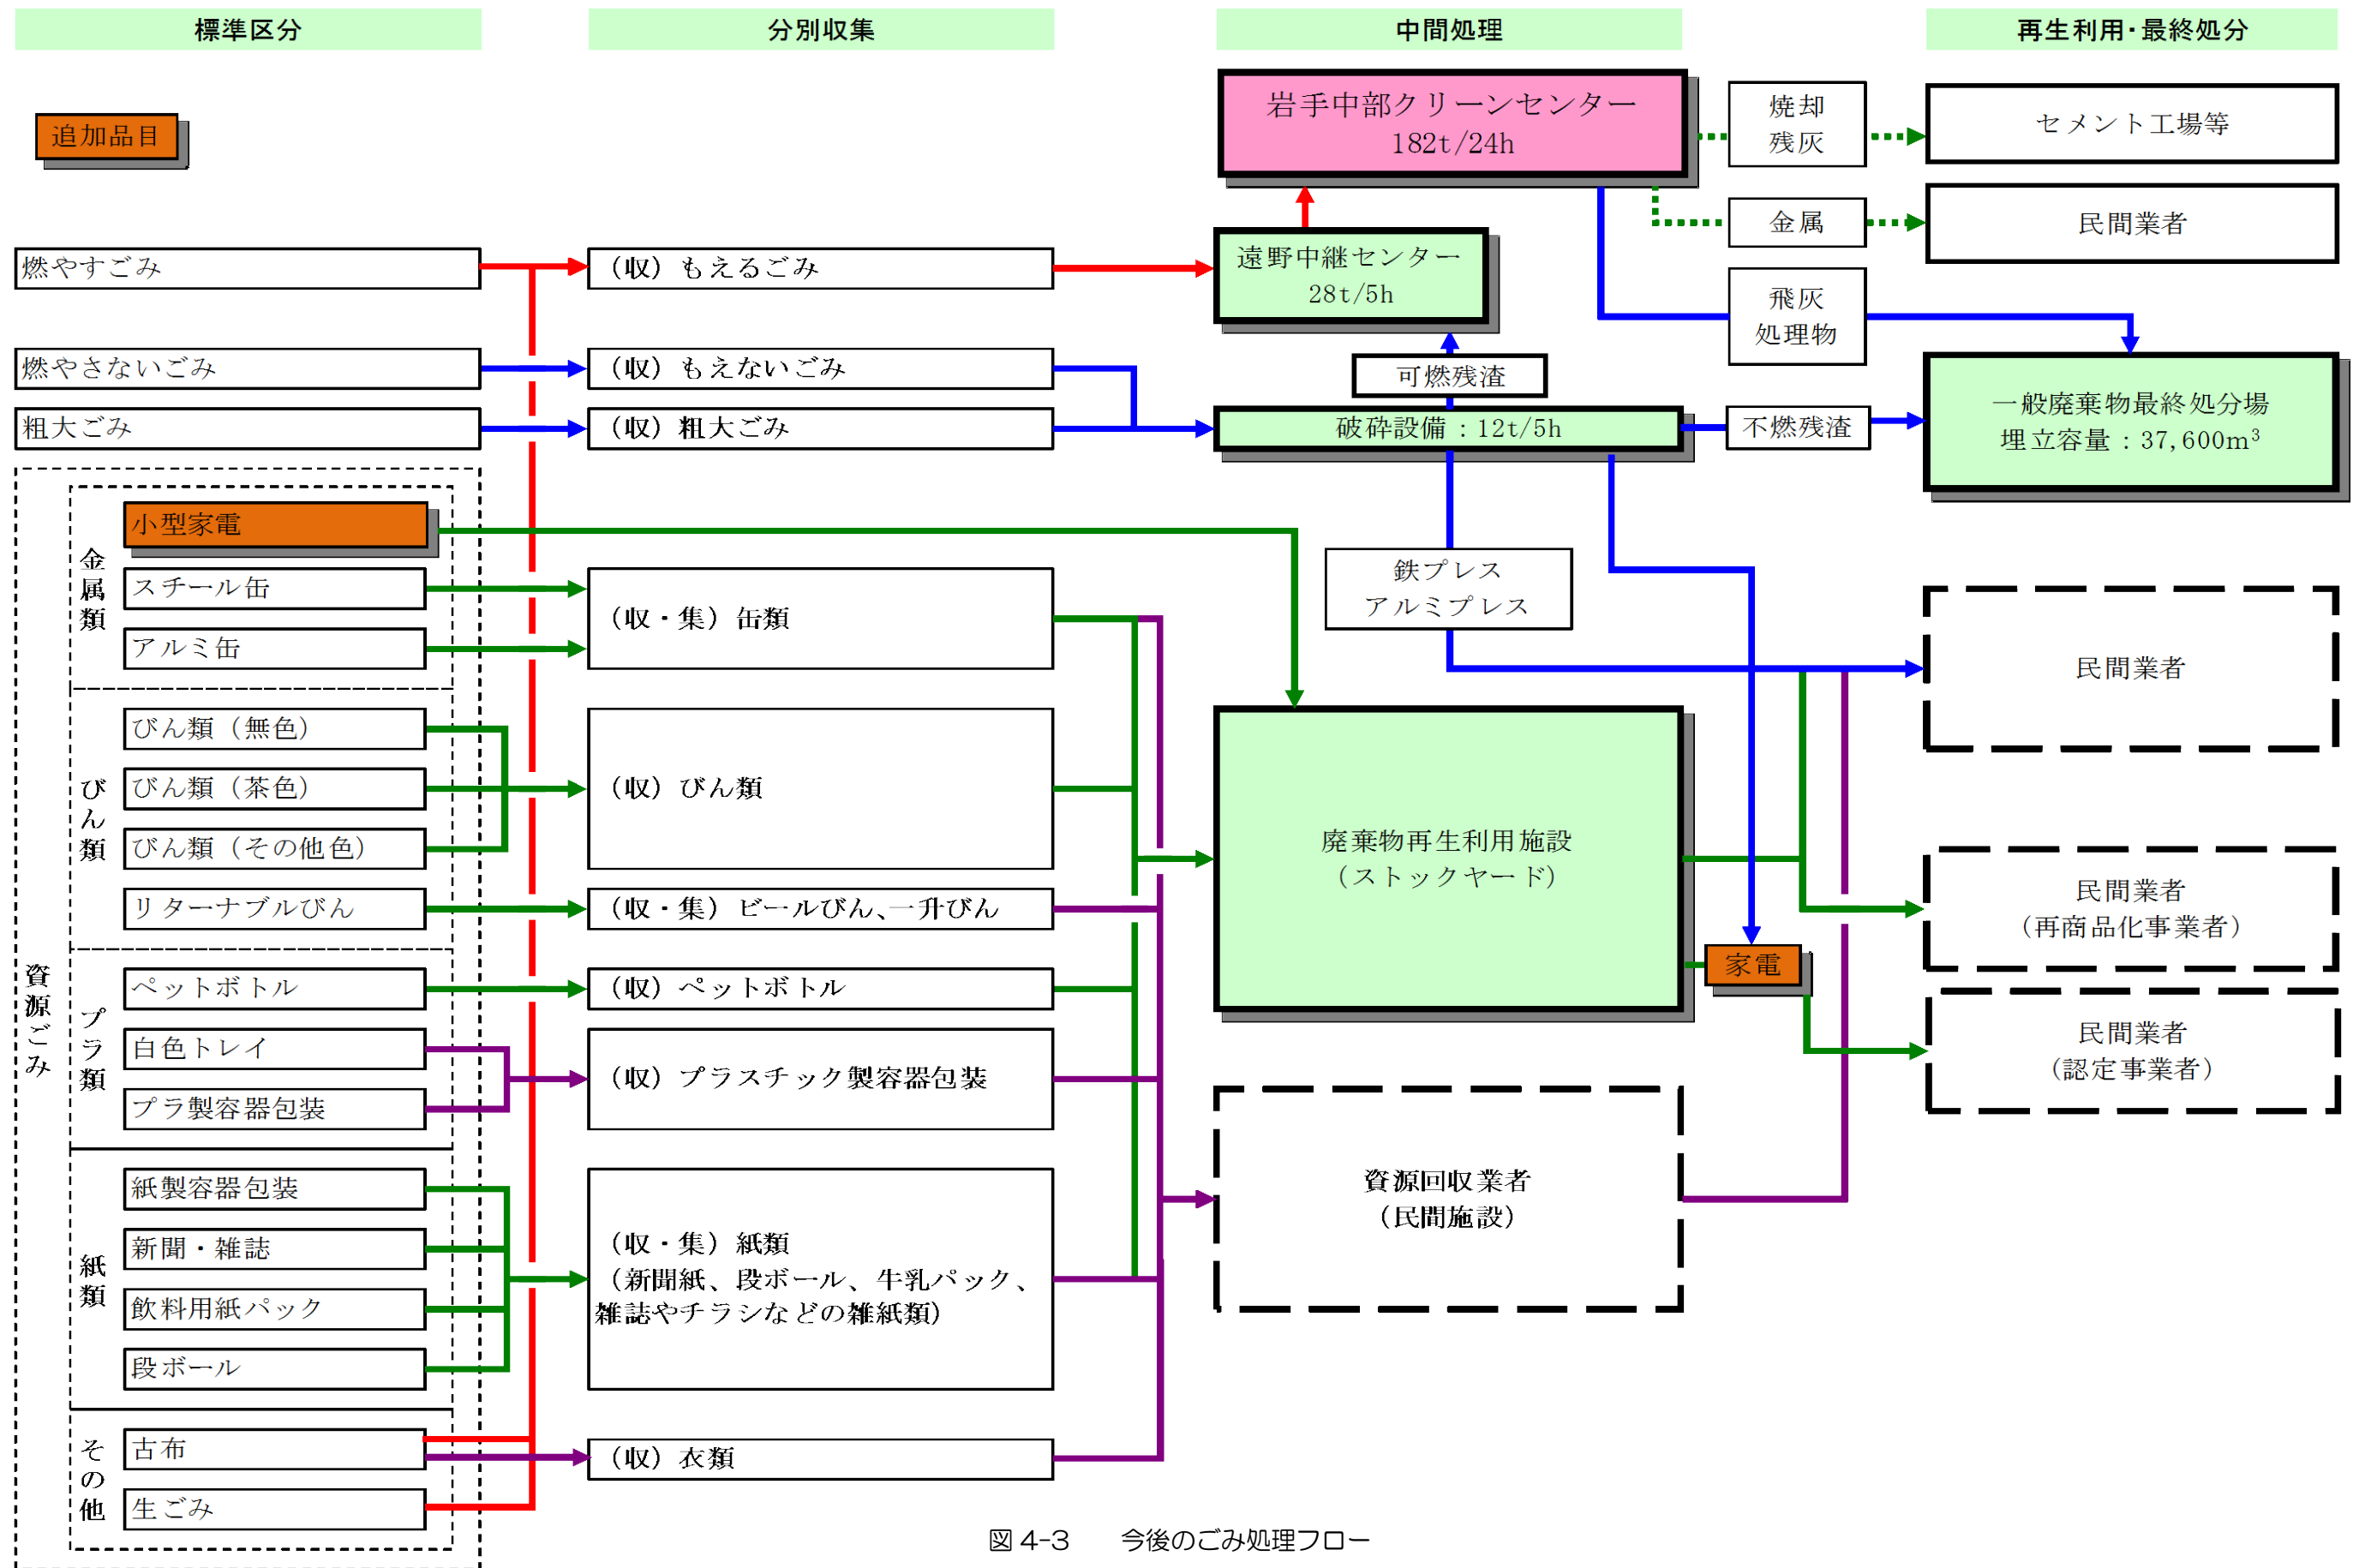 標準区分
分別収集
中間処理
再生利用・最終処分
追加品目
岩手中部クリーンセンター
182t/24h
焼却
残灰
セメント工場等
金属
民間業者
燃やすごみ
（収）もえるごみ
遠野中継センター
28t/5h
飛灰
処理物
燃やさないごみ
（収）もえないごみ
可燃残渣
一般廃棄物最終処分場
埋立容量：37,600m³
粗大ごみ
（収）粗大ごみ
破砕設備：12t/5h
不燃残渣
資源ごみ
金属類
小型家電
スチール缶
アルミ缶
（収・集）缶類
鉄プレス
アルミプレス
民間業者
びん類
びん類（無色）
びん類（茶色）
びん類（その他色）
（収）びん類
リターナブルびん
（収・集）ビールびん、一升びん
廃棄物再生利用施設
（ストックヤード）
民間業者
（再商品化事業者）
家電
民間業者
（認定事業者）
プラ類
ペットボトル
（収）ペットボトル
白色トレイ
プラ製容器包装
（収）プラスチック製容器包装
資源回収業者
（民間施設）
紙類
紙製容器包装
新聞・雑誌
飲料用紙パック
段ボール
（収・集）紙類
（新聞紙、段ボール、牛乳パック、
雑誌やチラシなどの雑紙類）
その他
古布
（収）衣類
生ごみ
図 4-3　今後のごみ処理フロー